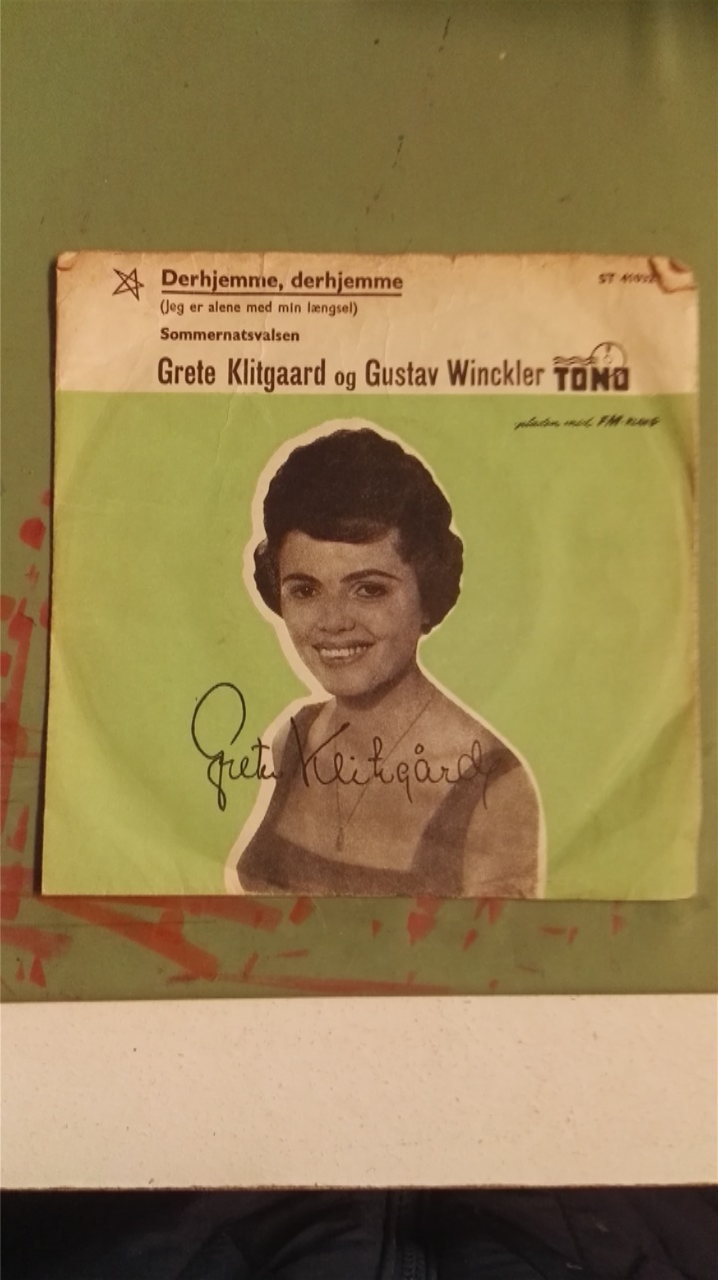 Derhjemme, derhjemme
(Jeg er alene med min længsel)
Sommernatsvalsen
Grete Klitgaard og Gustav Winckler TONO
pladen med FM-KLANG
Grete Klitgård